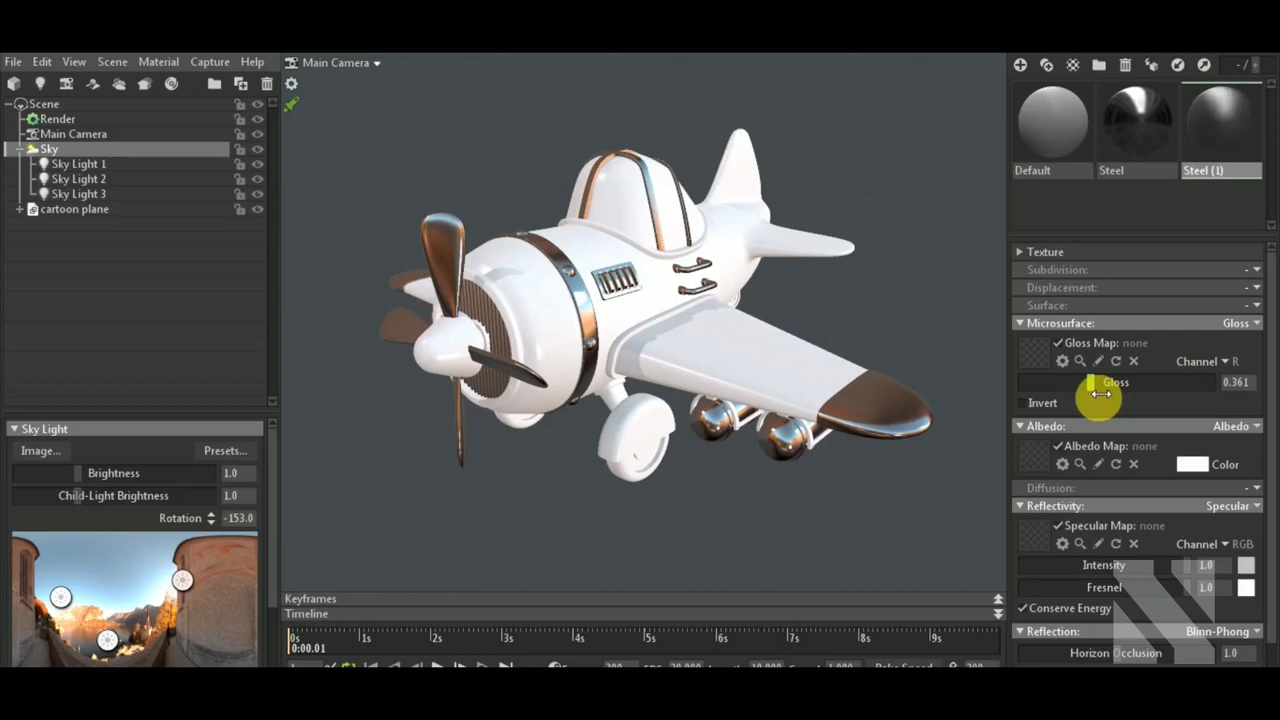 File Edit View Scene Material Capture Help
Scene
Render
Main Camera
Sky
Sky Light 1
Sky Light 2
Sky Light 3
cartoon plane
Sky Light
Image... Presets...
Brightness 1.0
Child-Light Brightness 1.0
Rotation -153.0
Main Camera
Keyframes
Timeline
0s 1s 2s 3s 4s 5s 6s 7s 8s 9s
0:00.01
- /
Default Steel Steel (1)
Texture
Subdivision: -
Displacement: -
Surface: -
Microsurface: Gloss
Gloss Map: none
Channel R
Gloss 0.361
Invert
Albedo: Albedo
Albedo Map: none
Color
Diffusion: -
Reflectivity: Specular
Specular Map: none
Channel RGB
Intensity 1.0
Fresnel 1.0
Conserve Energy
Reflection: Blinn-Phong
Horizon Occlusion 1.0